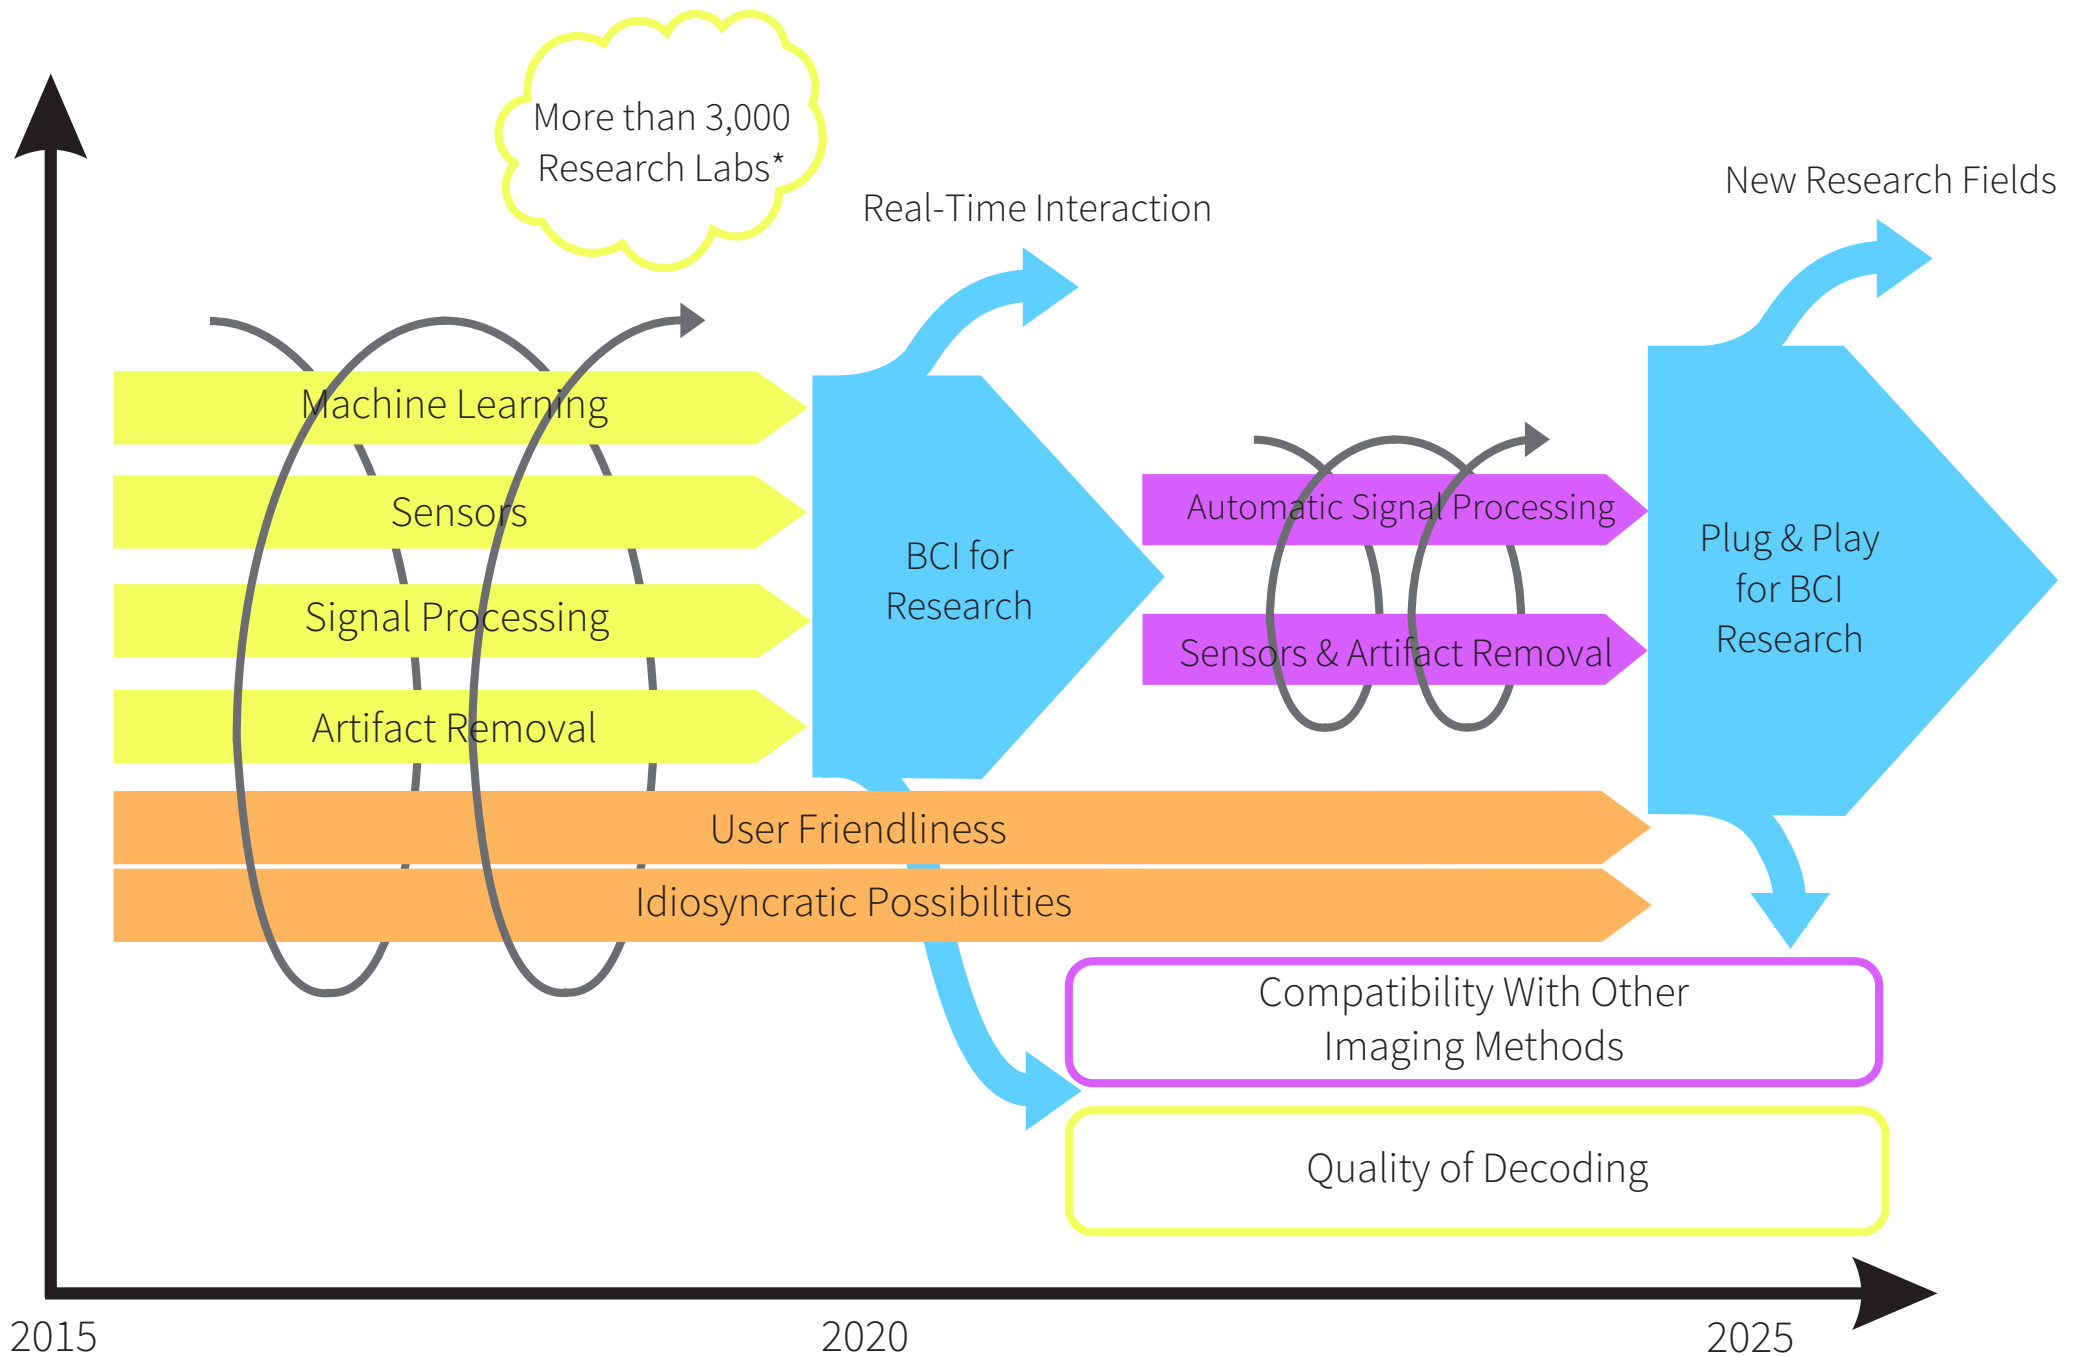 More than 3,000
Research Labs*
Real-Time Interaction
New Research Fields
Machine Learning
Sensors
Signal Processing
Artifact Removal
BCI for
Research
Automatic Signal Processing
Sensors & Artifact Removal
Plug & Play
for BCI
Research
User Friendliness
Idiosyncratic Possibilities
Compatibility With Other
Imaging Methods
Quality of Decoding
2015
2020
2025